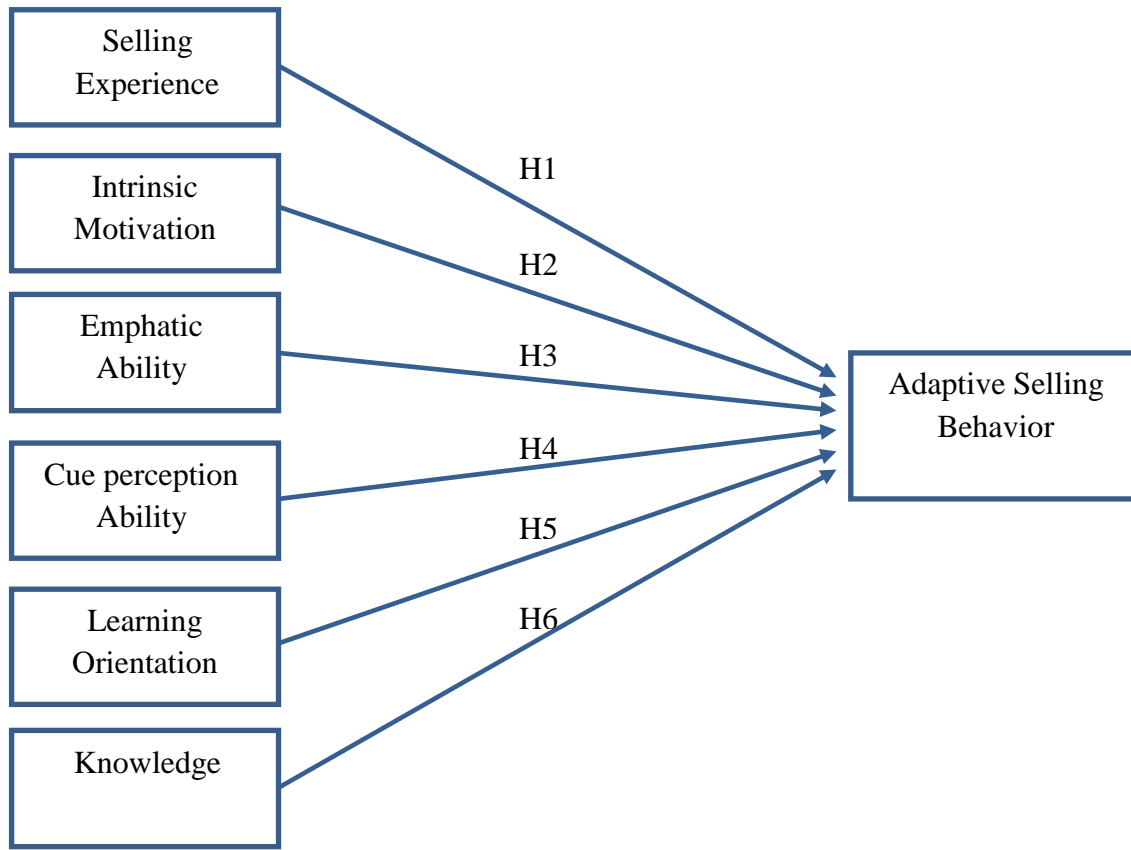 Selling
Experience
H1
Intrinsic
Motivation
H2
Emphatic
Ability
H3
Adaptive Selling
Behavior
Cue perception
Ability
H4
H5
Learning
Orientation
H6
Knowledge